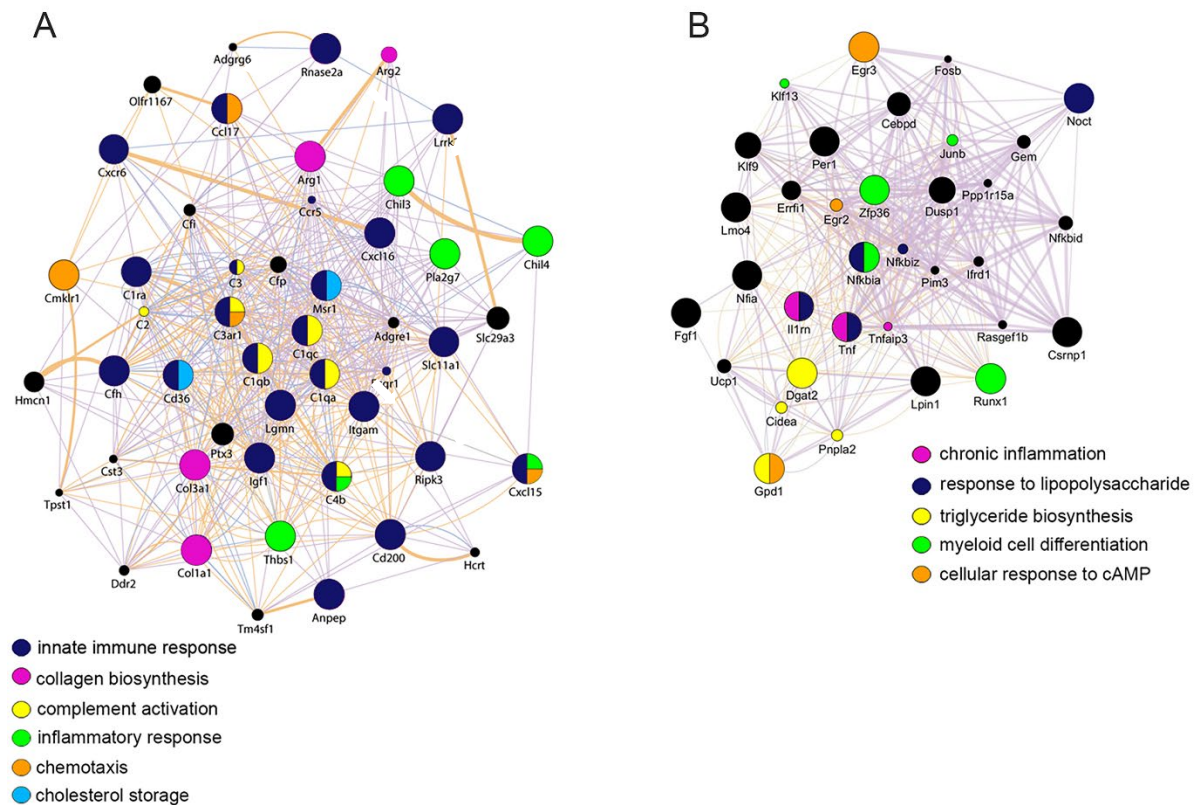 A
B
Adgrg6
Rnase2a
Arg2
Olfr1167
Ccl17
Lrrk
Cxcr6
Arg1
Chil3
Ccr5
Cfi
Cxcl16
Chil4
Pla2g7
Cmklr1
C1ra
C3
Cfp
Msr1
C2
C3ar1
Adgre1
Slc29a3
C1qc
Slc11a1
C1qb
C1qa
Hmcn1
Cfh
Cd36
Lgmn
Itgam
Ptx3
Cst3
Col3a1
Igf1
C4b
Ripk3
Cxcl15
Tpst1
Thbs1
Cd200
Hcrt
Ddr2
Col1a1
Anpep
Tm4sf1
innate immune response
collagen biosynthesis
complement activation
inflammatory response
chemotaxis
cholesterol storage
Egr3
Fosb
Klf13
Cebpd
Noct
Klf9
Per1
Junb
Gem
Errfi1
Egr2
Zfp36
Dusp1
Ppp1r15a
Lmo4
Nfkbid
Nfkbia
Nfkbiz
Pim3
Ifrd1
Nfia
Fgf1
Il1rn
Tnf
Tnfaip3
Rasgef1b
Csrnp1
Ucp1
Dgat2
Lpin1
Runx1
Cidea
Pnpla2
Gpd1
chronic inflammation
response to lipopolysaccharide
triglyceride biosynthesis
myeloid cell differentiation
cellular response to cAMP